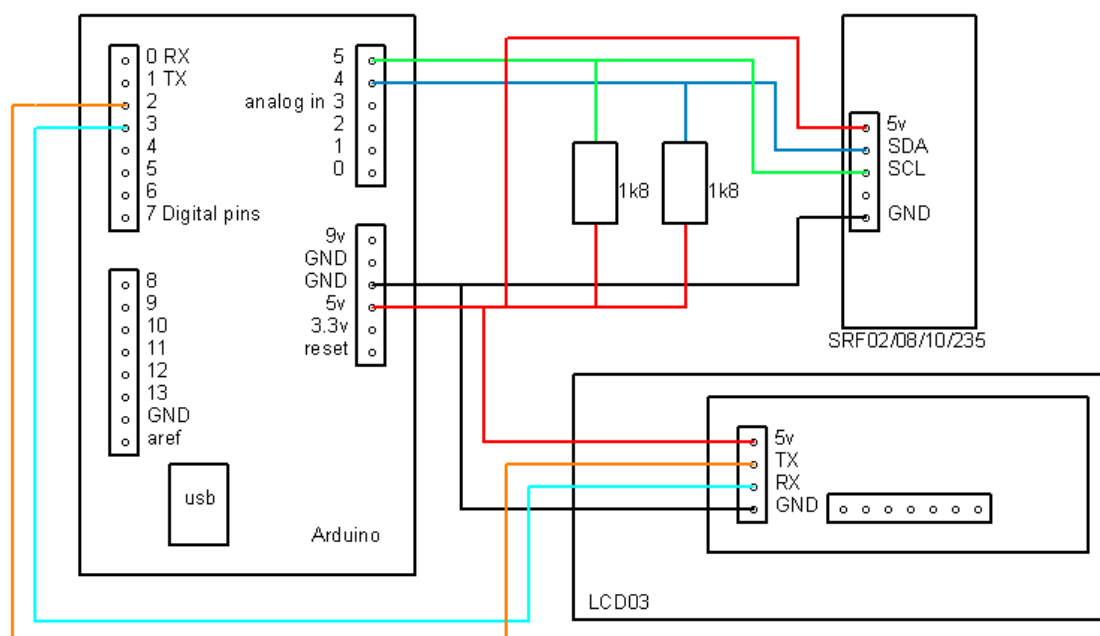 0 RX
1 TX
2
3
4
5
6
7 Digital pins
8
9
10
11
12
13
GND
aref
usb
Arduino
5
4
analog in 3
2
1
0
9v
GND
GND
5v
3.3v
reset
1k8
1k8
5v
SDA
SCL
GND
SRF02/08/10/235
5v
TX
RX
GND
LCD03